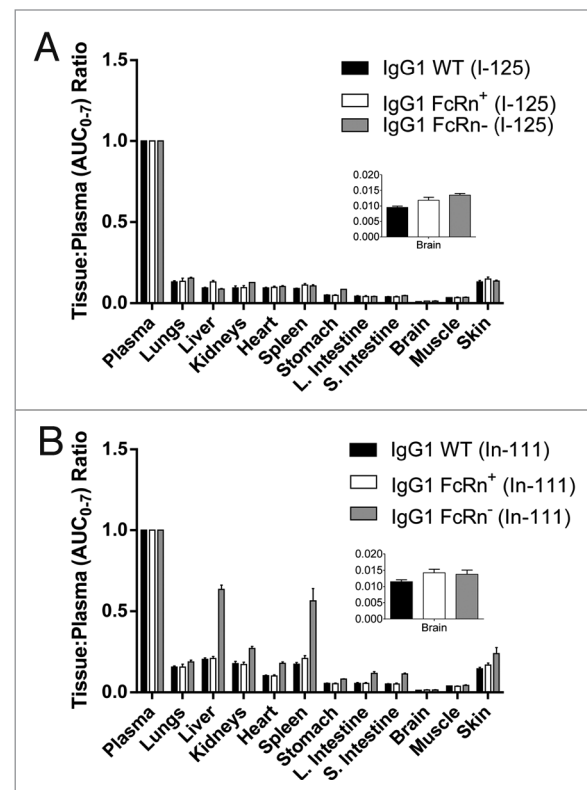 A
Tissue:Plasma (AUC0-7) Ratio
1.5
1.0
0.5
0.0
IgG1 WT (I-125)
IgG1 FcRn+ (I-125)
IgG1 FcRn- (I-125)
0.020
0.015
0.010
0.005
0.000
Brain
Plasma
Lungs
Liver
Kidneys
Heart
Spleen
Stomach
L. Intestine
S. Intestine
Brain
Muscle
Skin
B
Tissue:Plasma (AUC0-7) Ratio
1.5
1.0
0.5
0.0
IgG1 WT (In-111)
IgG1 FcRn+ (In-111)
IgG1 FcRn- (In-111)
0.020
0.015
0.010
0.005
0.000
Brain
Plasma
Lungs
Liver
Kidneys
Heart
Spleen
Stomach
L. Intestine
S. Intestine
Brain
Muscle
Skin